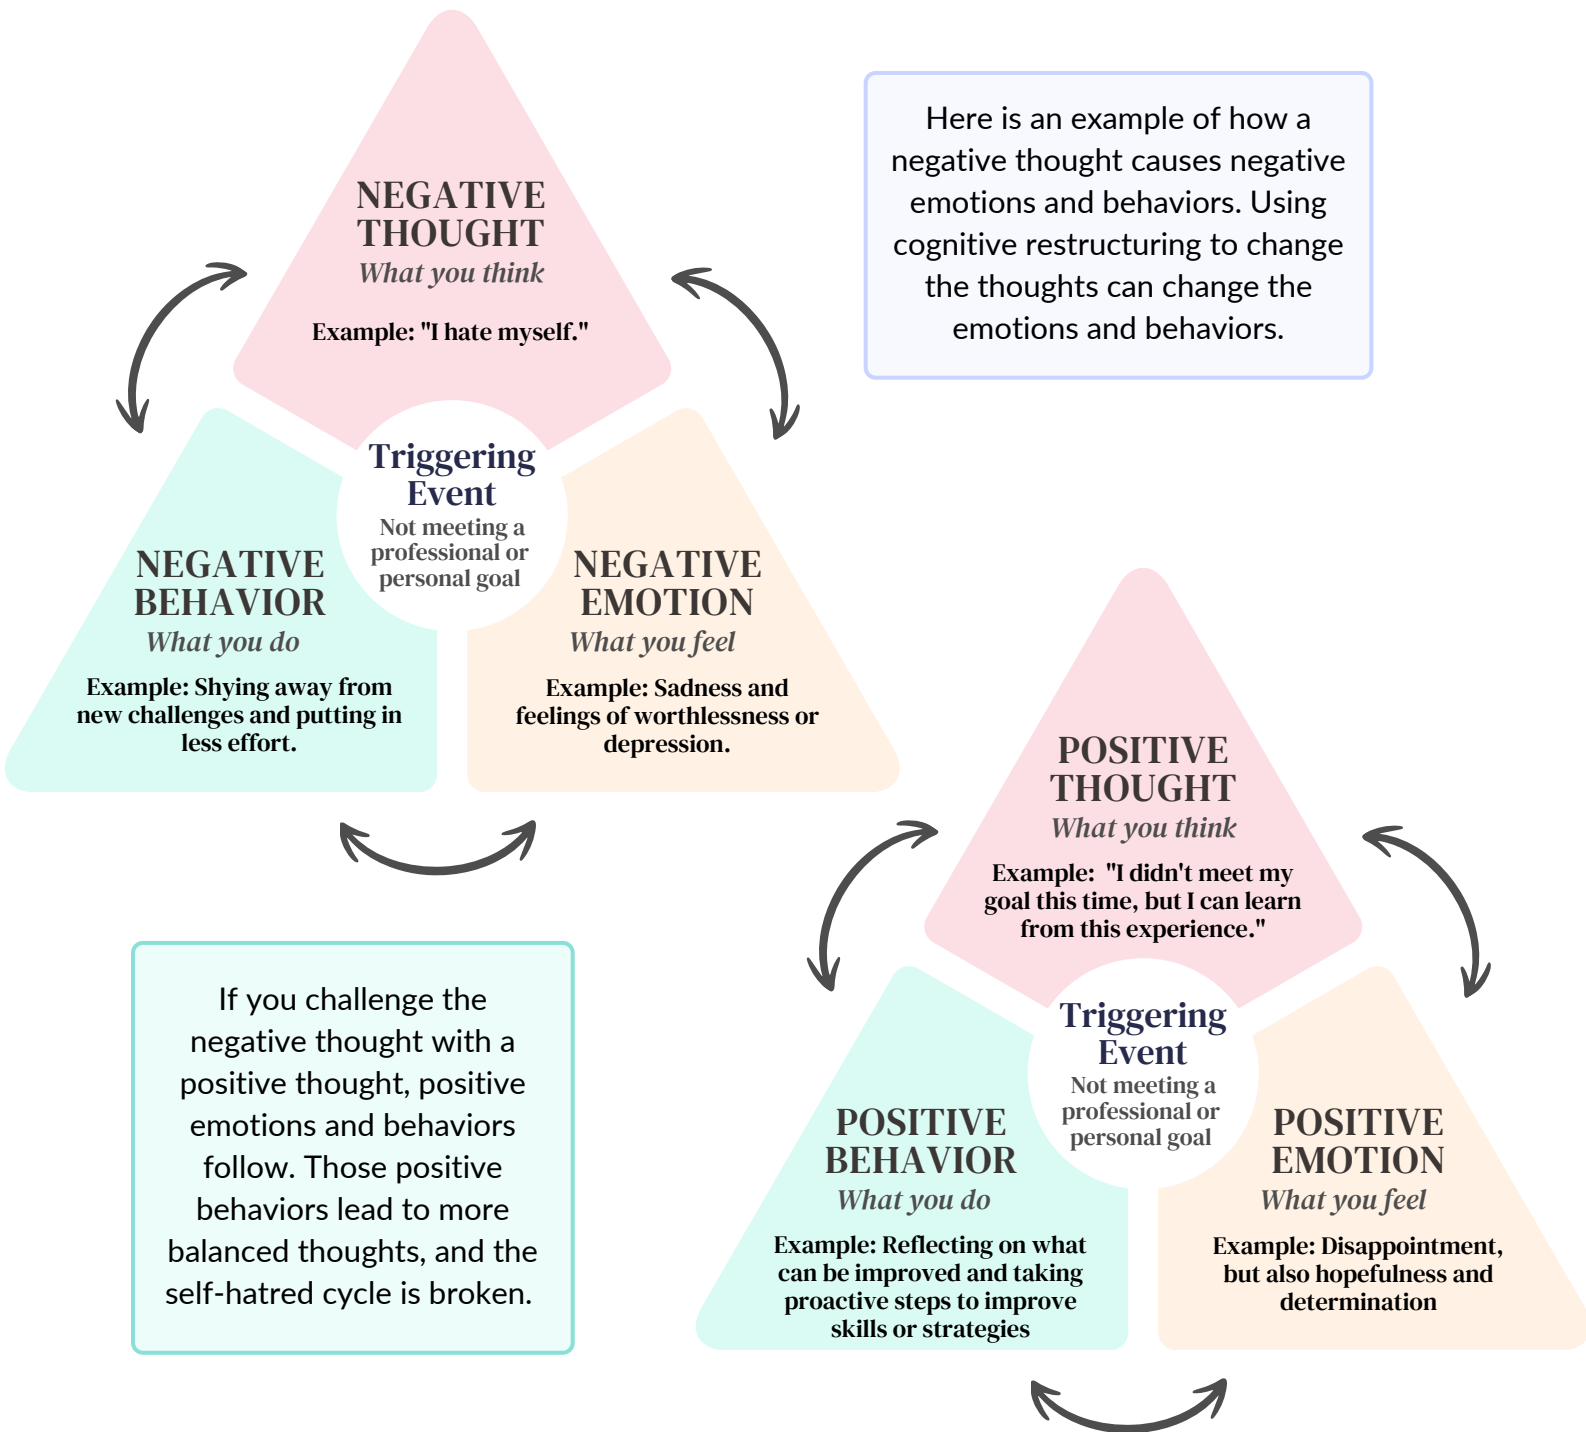 NEGATIVE
THOUGHT
What you think
Example: "I hate myself."
Here is an example of how a
negative thought causes negative
emotions and behaviors. Using
cognitive restructuring to change
the thoughts can change the
emotions and behaviors.
Triggering
Event
Not meeting a
professional or
personal goal
NEGATIVE
BEHAVIOR
What you do
Example: Shying away from
new challenges and putting in
less effort.
NEGATIVE
EMOTION
What you feel
Example: Sadness and
feelings of worthlessness or
depression.
If you challenge the
negative thought with a
positive thought, positive
emotions and behaviors
follow. Those positive
behaviors lead to more
balanced thoughts, and the
self-hatred cycle is broken.
POSITIVE
THOUGHT
What you think
Example: "I didn't meet my
goal this time, but I can learn
from this experience."
Triggering
Event
Not meeting a
professional or
personal goal
POSITIVE
BEHAVIOR
What you do
Example: Reflecting on what
can be improved and taking
proactive steps to improve
skills or strategies
POSITIVE
EMOTION
What you feel
Example: Disappointment,
but also hopefulness and
determination